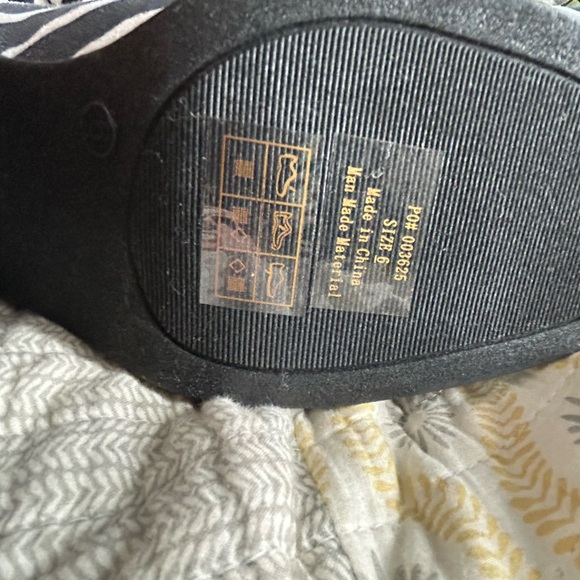 PO# 003625
SIZE 6
Made in China
Man Made Material